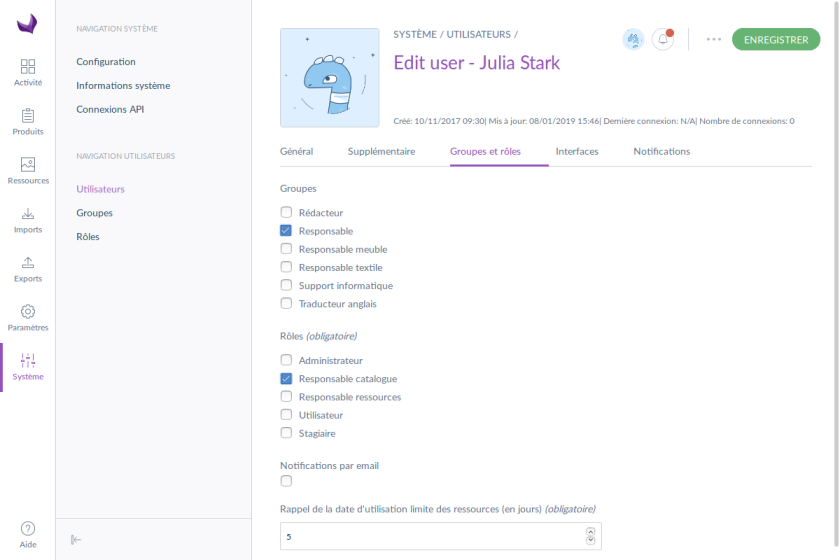 Activité
Produits
Ressources
Imports
Exports
Paramètres
Système
Aide
NAVIGATION SYSTÈME
Configuration
Informations système
Connexions API
NAVIGATION UTILISATEURS
Utilisateurs
Groupes
Rôles
SYSTÈME / UTILISATEURS /
Edit user - Julia Stark
ENREGISTRER
Créé: 10/11/2017 09:30| Mis à jour: 08/01/2019 15:46| Dernière connexion: N/A| Nombre de connexions: 0
Général Supplémentaire Groupes et rôles Interfaces Notifications
Groupes
Rédacteur
Responsable
Responsable meuble
Responsable textile
Support informatique
Traducteur anglais
Rôles (obligatoire)
Administrateur
Responsable catalogue
Responsable ressources
Utilisateur
Stagiaire
Notifications par email
Rappel de la date d'utilisation limite des ressources (en jours) (obligatoire)
5